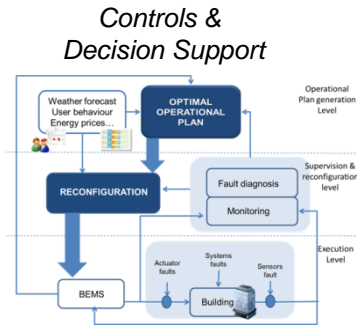 Controls &
Decision Support
Weather forecast
User behaviour
Energy prices...
OPTIMAL
OPERATIONAL
PLAN
Operational
Plan generation
Level
RECONFIGURATION
Fault diagnosis
Monitoring
Supervision &
reconfiguration
level
Execution
Level
Actuator
faults
Systems
faults
Sensors
fault
BEMS
Building